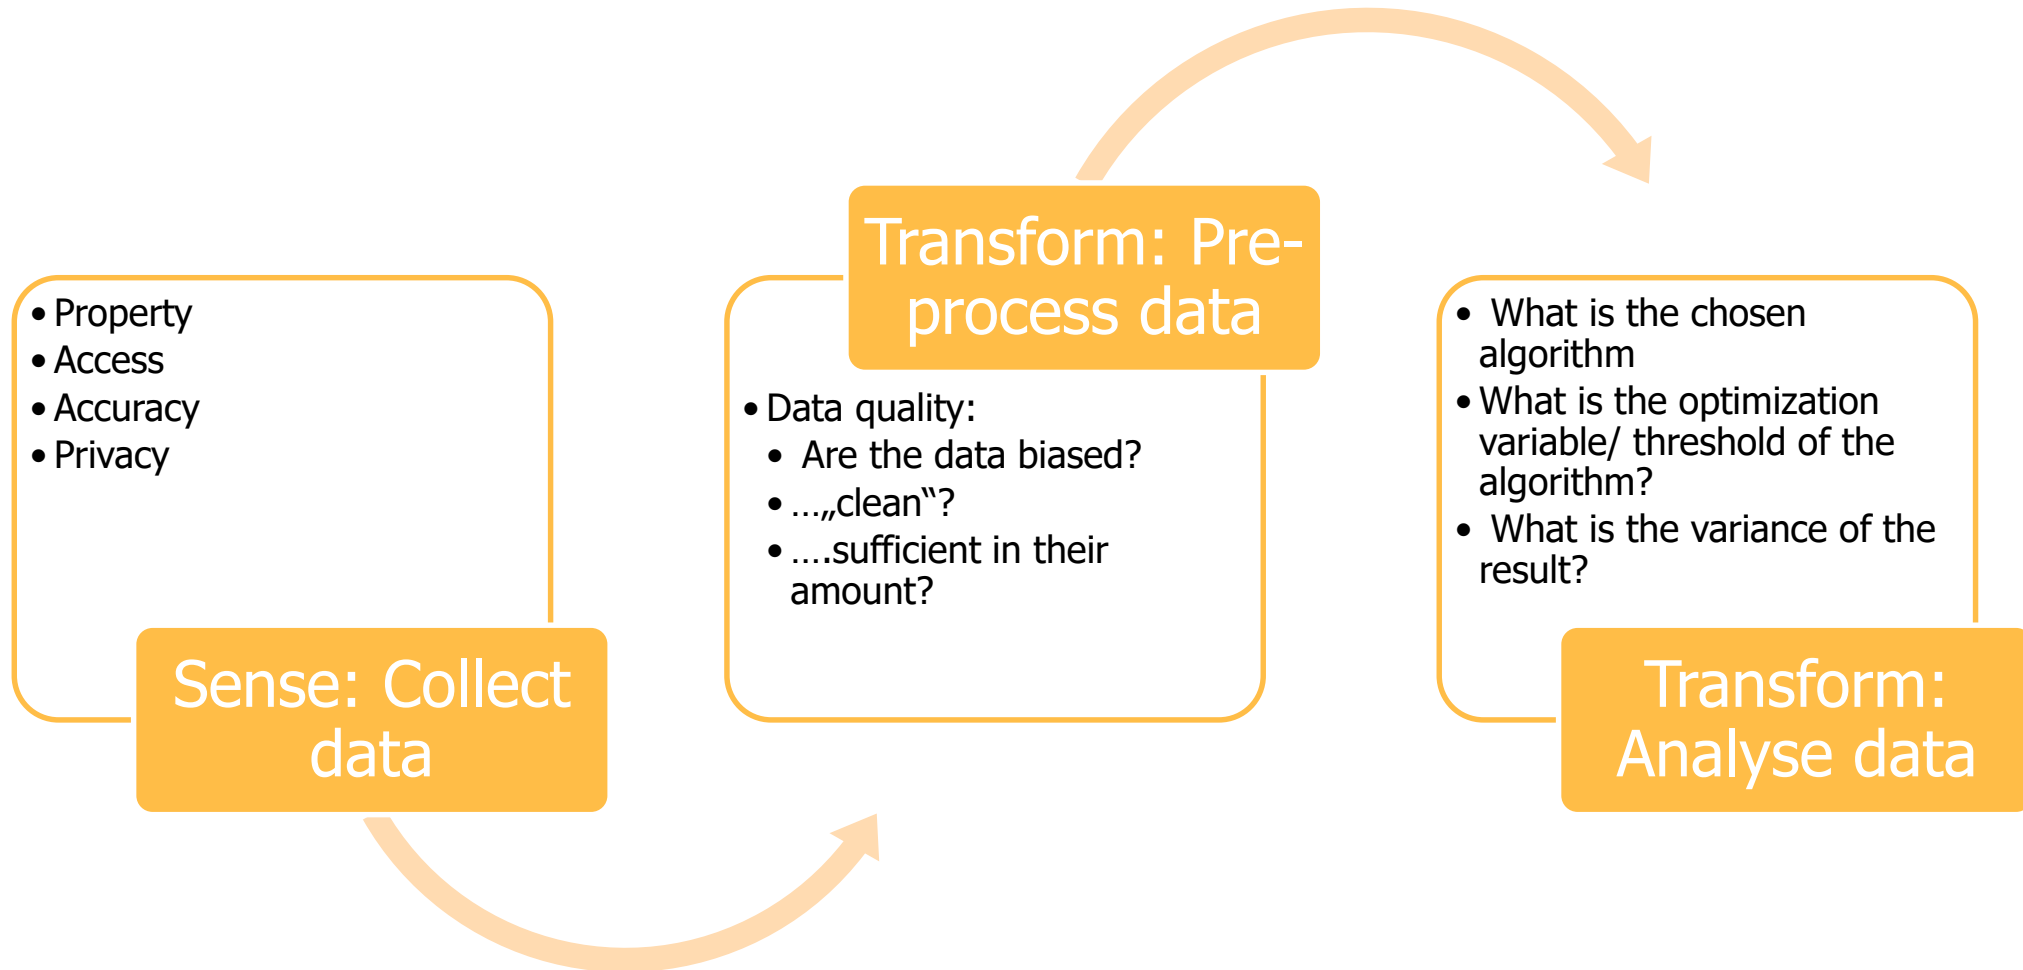 • Property
• Access
• Accuracy
• Privacy
Sense: Collect
data
Transform: Pre-
process data
• Data quality:
• Are the data biased?
• …„clean“?
• ….sufficient in their
amount?
• What is the chosen
algorithm
• What is the optimization
variable/ threshold of the
algorithm?
• What is the variance of the
result?
Transform:
Analyse data